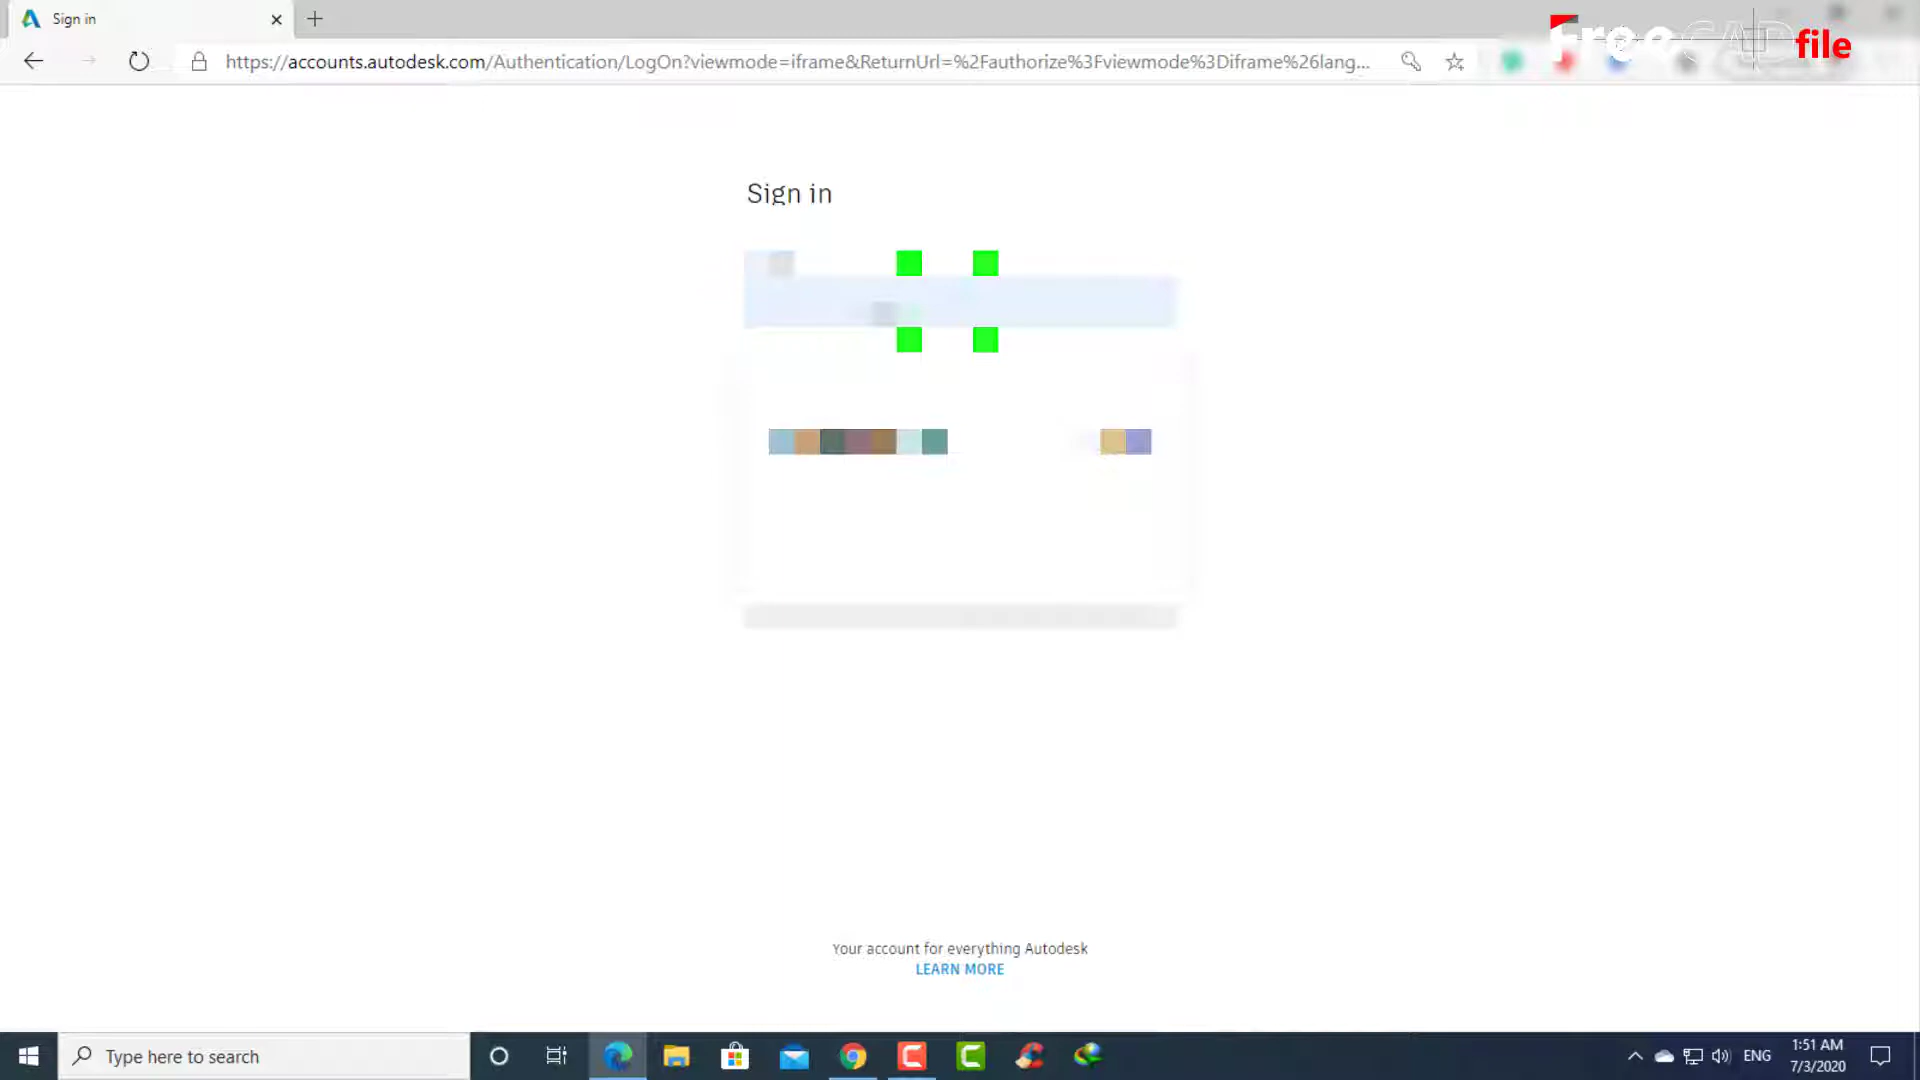 Sign in
FreeCAD file
https://accounts.autodesk.com/Authentication/LogOn?viewmode=iframe&ReturnUrl=%2Fauthorize%3Fviewmode%3Diframe%26lang...
Sign in
Your account for everything Autodesk
LEARN MORE
Type here to search
ENG
1:51 AM
7/3/2020